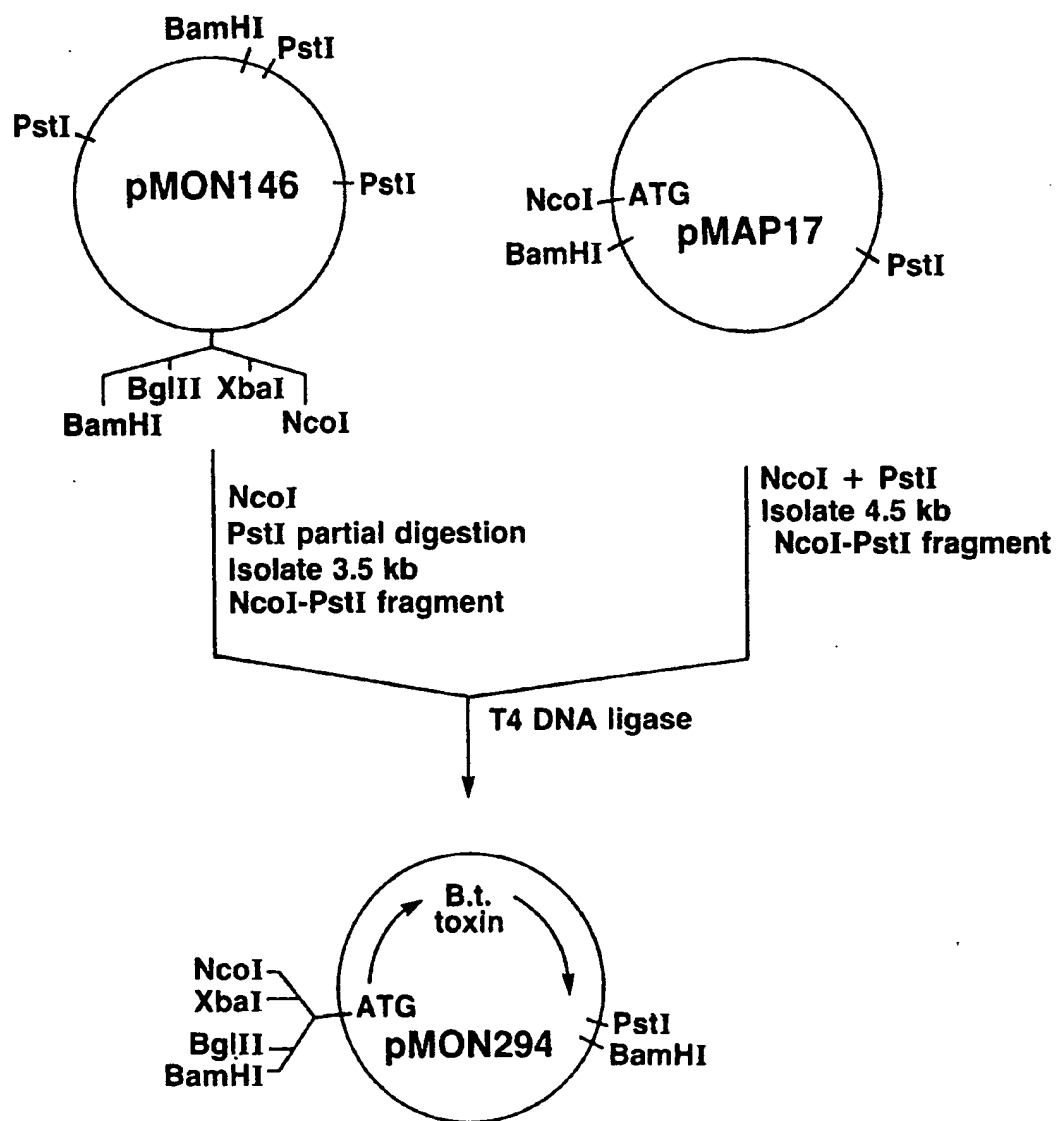 BamHI
PstI
PstI
pMON146
PstI
BglII XbaI
BamHI
NcoI
NcoI
ATG
pMAP17
BamHI
PstI
NcoI
PstI partial digestion
Isolate 3.5 kb
NcoI-PstI fragment
NcoI + PstI
Isolate 4.5 kb
NcoI-PstI fragment
T4 DNA ligase
B.t.
toxin
NcoI
XbaI
BglII
BamHI
ATG
pMON294
PstI
BamHI